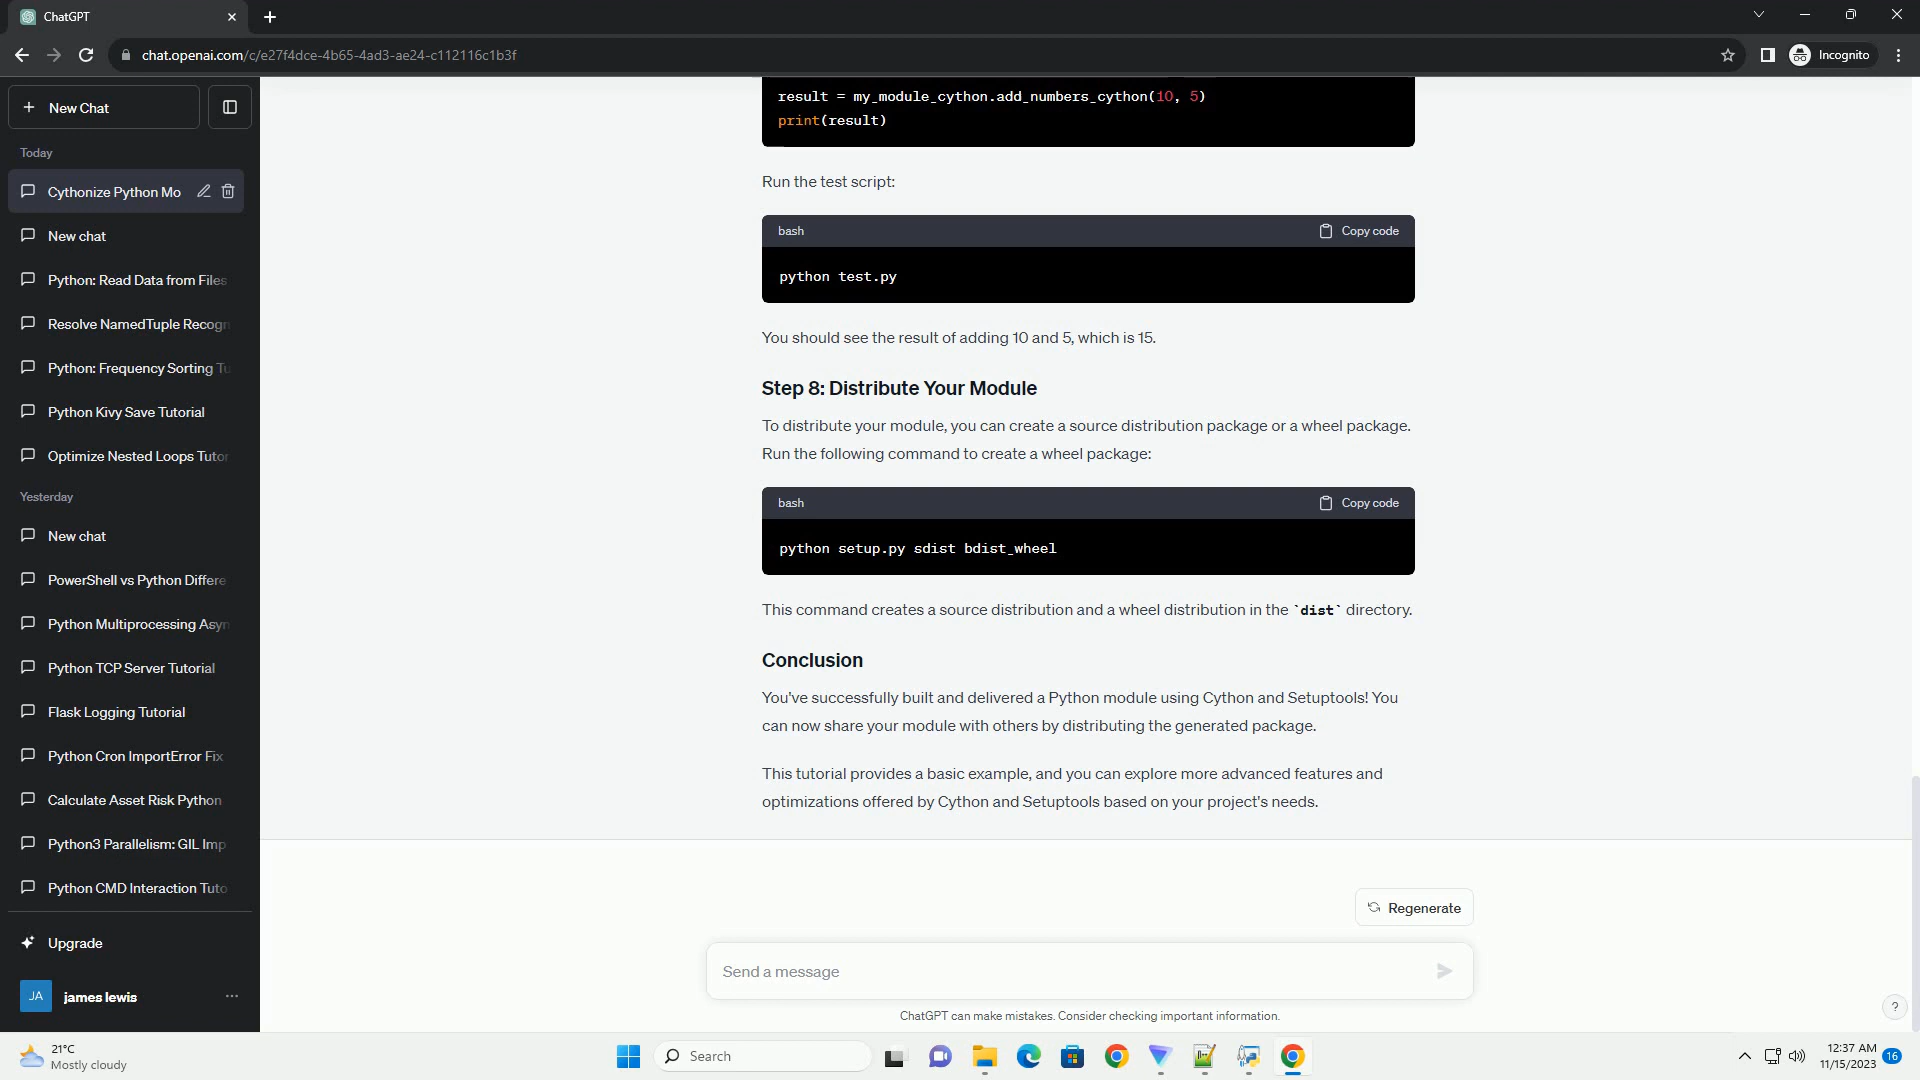 ChatGPT
chat.openai.com/c/e27f4dce-4b65-4ad3-ae24-c112116c1b3f
Incognito
New Chat
Today
Cythonize Python Mo
New chat
Python: Read Data from Files
Resolve NamedTuple Recogn
Python: Frequency Sorting Tu
Python Kivy Save Tutorial
Optimize Nested Loops Tutor
Yesterday
New chat
PowerShell vs Python Differe
Python Multiprocessing Asyn
Python TCP Server Tutorial
Flask Logging Tutorial
Python Cron ImportError Fix
Calculate Asset Risk Python
Python3 Parallelism: GIL Imp
Python CMD Interaction Tuto
Upgrade
JA james lewis
result = my_module_cython.add_numbers_cython(10, 5)
print(result)
Run the test script:
bash Copy code
python test.py
You should see the result of adding 10 and 5, which is 15.
Step 8: Distribute Your Module
To distribute your module, you can create a source distribution package or a wheel package.
Run the following command to create a wheel package:
bash Copy code
python setup.py sdist bdist_wheel
This command creates a source distribution and a wheel distribution in the `dist` directory.
Conclusion
You've successfully built and delivered a Python module using Cython and Setuptools! You
can now share your module with others by distributing the generated package.
This tutorial provides a basic example, and you can explore more advanced features and
optimizations offered by Cython and Setuptools based on your project's needs.
Regenerate
Send a message
ChatGPT can make mistakes. Consider checking important information.
?
21°C
Mostly cloudy
Search
12:37 AM
11/15/2023
16